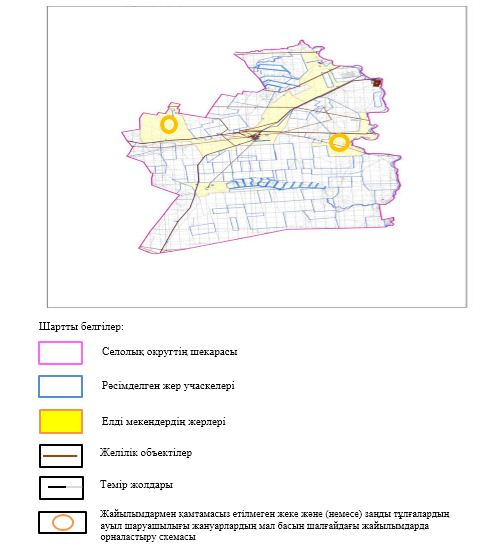 Шартты белгілер:
Селолық округтің шекарасы
Рәсімделген жер учаскелері
Елді мекендердің жерлері
Желілік объектілер
Темір жолдары
Жайылымдармен қамтамасыз етілмеген жеке және (немесе) заңды тұлғалардың
ауыл шаруашылығы жануарлардың мал басын шалғайдағы жайылымдарда
орналастыру схемасы